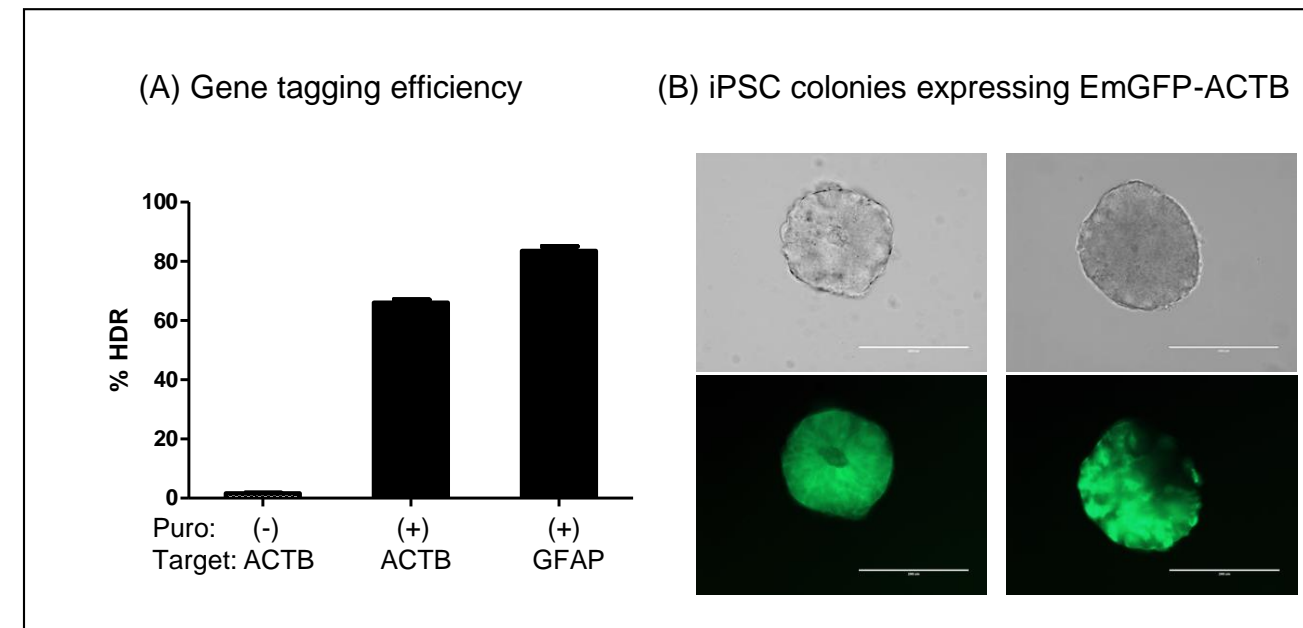 (A) Gene tagging efficiency
(B) iPSC colonies expressing EmGFP-ACTB
100
80
60
40
20
0
% HDR
Puro: (-) (+) (+)
Target: ACTB ACTB GFAP